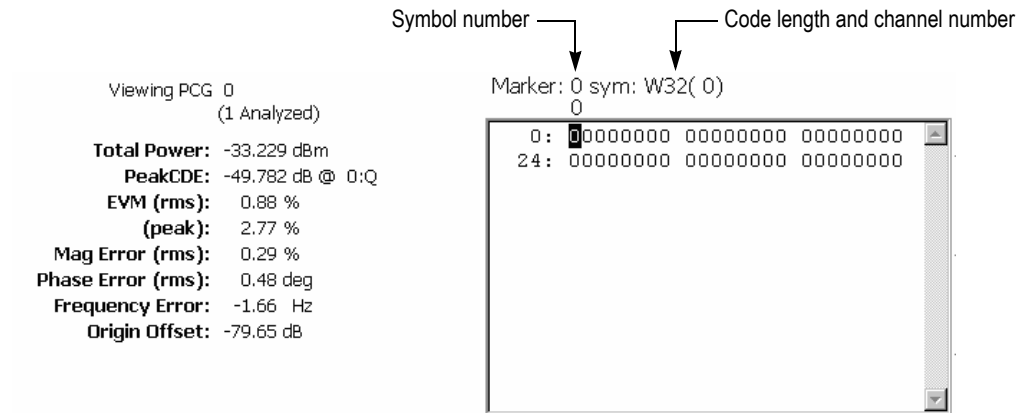 Symbol number
Code length and channel number
Viewing PCG 0
(1 Analyzed)
Total Power: -33.229 dBm
PeakCDE: -49.782 dB @ 0:Q
EVM (rms): 0.88 %
(peak): 2.77 %
Mag Error (rms): 0.29 %
Phase Error (rms): 0.48 deg
Frequency Error: -1.66 Hz
Origin Offset: -79.65 dB
Marker: 0 sym: W32( 0)
0
0: 00000000 00000000 00000000
24: 00000000 00000000 00000000